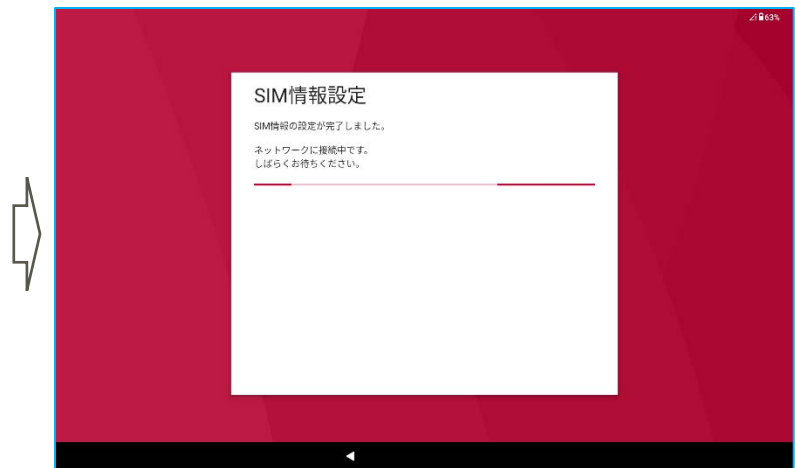 63%
SIM情報設定
SIM情報の設定が完了しました。
ネットワークに接続中です。
しばらくお待ちください。